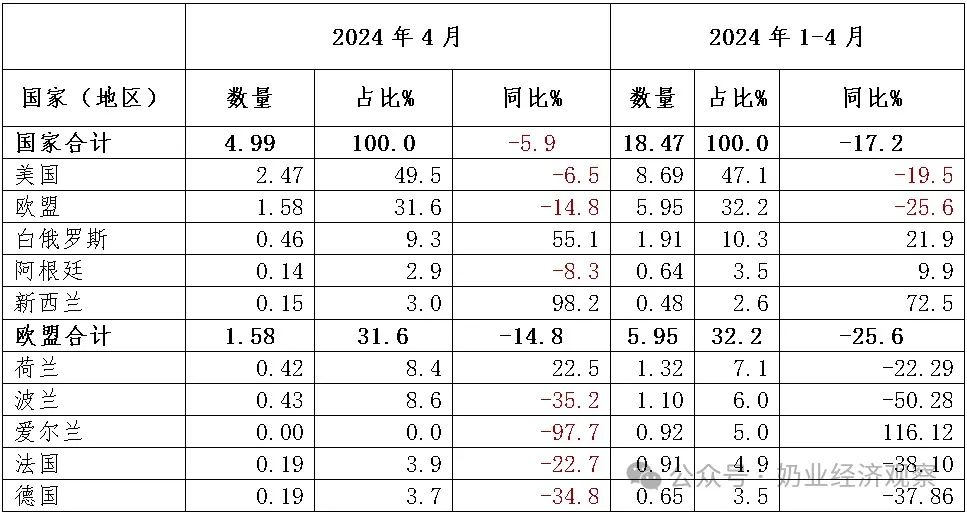 2024 年 4 月 2024 年 1-4 月
国家（地区） 数量 占比% 同比% 数量 占比% 同比%
国家合计 4.99 100.0 -5.9 18.47 100.0 -17.2
美国 2.47 49.5 -6.5 8.69 47.1 -19.5
欧盟 1.58 31.6 -14.8 5.95 32.2 -25.6
白俄罗斯 0.46 9.3 55.1 1.91 10.3 21.9
阿根廷 0.14 2.9 -8.3 0.64 3.5 9.9
新西兰 0.15 3.0 98.2 0.48 2.6 72.5
欧盟合计 1.58 31.6 -14.8 5.95 32.2 -25.6
荷兰 0.42 8.4 22.5 1.32 7.1 -22.29
波兰 0.43 8.6 -35.2 1.10 6.0 -50.28
爱尔兰 0.00 0.0 -97.7 0.92 5.0 116.12
法国 0.19 3.9 -22.7 0.91 4.9 -38.10
德国 0.19 3.7 -34.8 0.65 3.5 -37.86
公众号·奶业经济观察